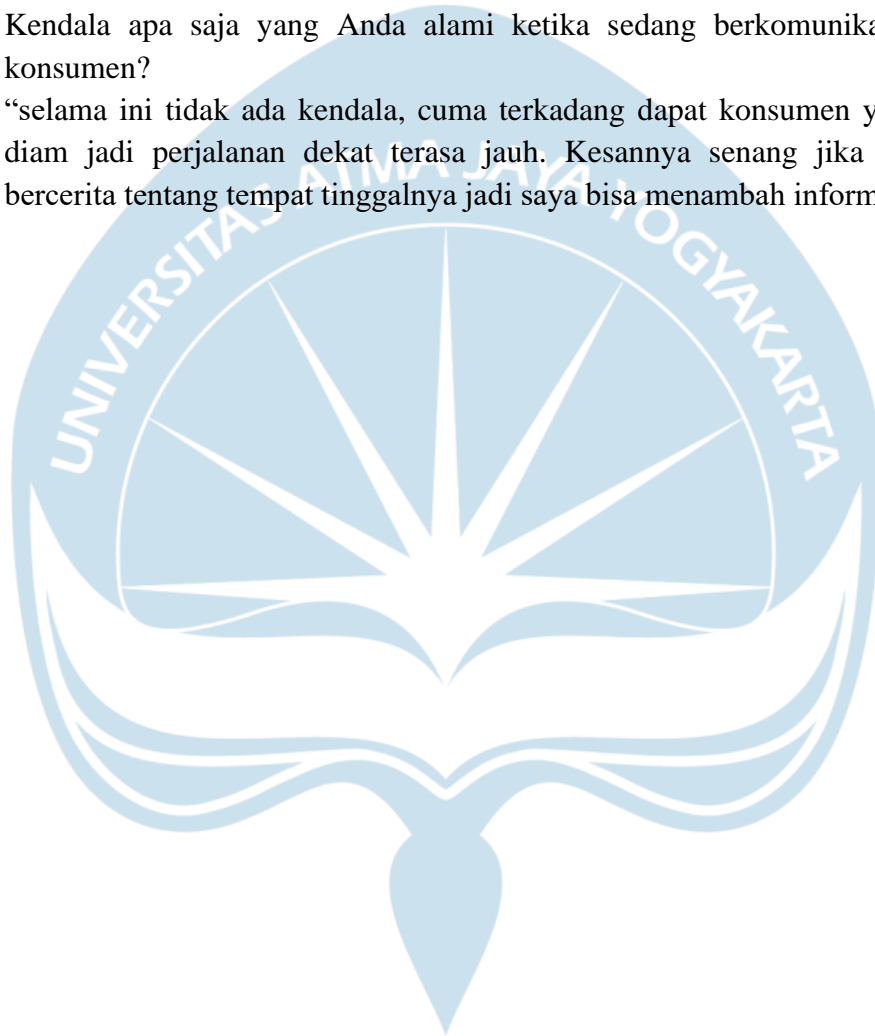 Kendala apa saja yang Anda alami ketika sedang berkomunika
konsumen?
“selama ini tidak ada kendala, cuma terkadang dapat konsumen y
diam jadi perjalanan dekat terasa jauh. Kesannya senang jika
bercerita tentang tempat tinggalnya jadi saya bisa menambah inform
UNIVERSITAS ATMA JAYA YOGYAKARTA